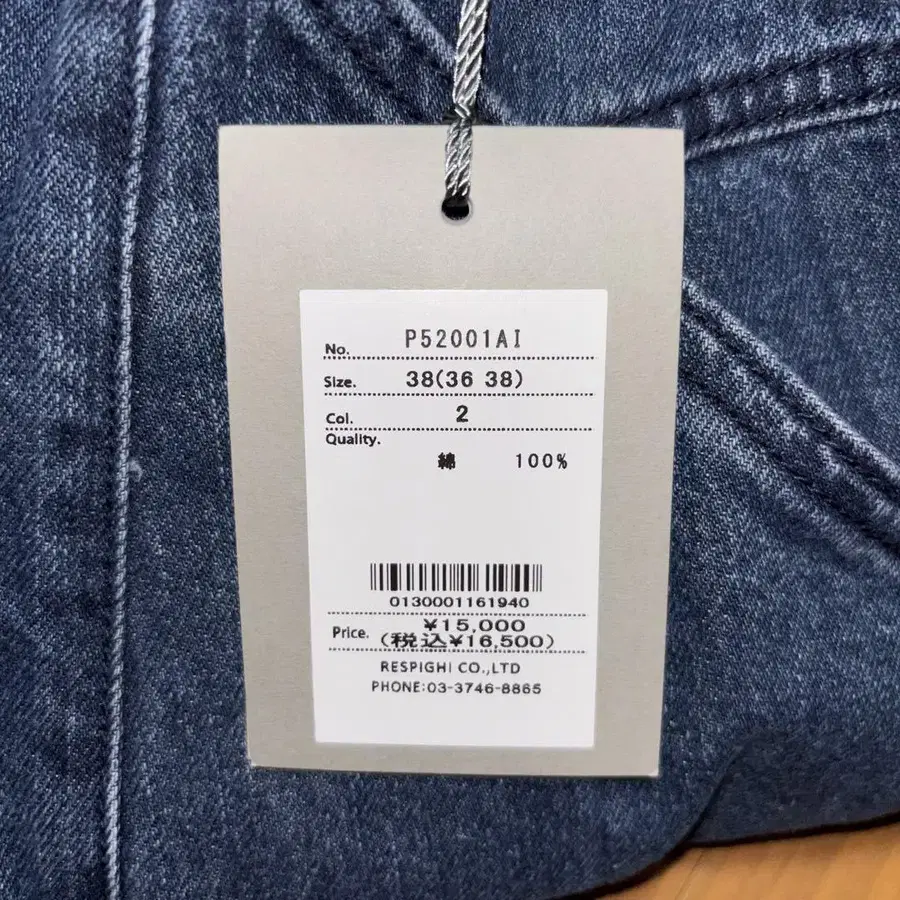 No. P52001AI
Size. 38(36 38)
Col. 2
Quality.
綿 100%
0130001161940
Price. ¥15,000
(税込¥16,500)
RESPIGHI CO.,LTD
PHONE:03-3746-8865